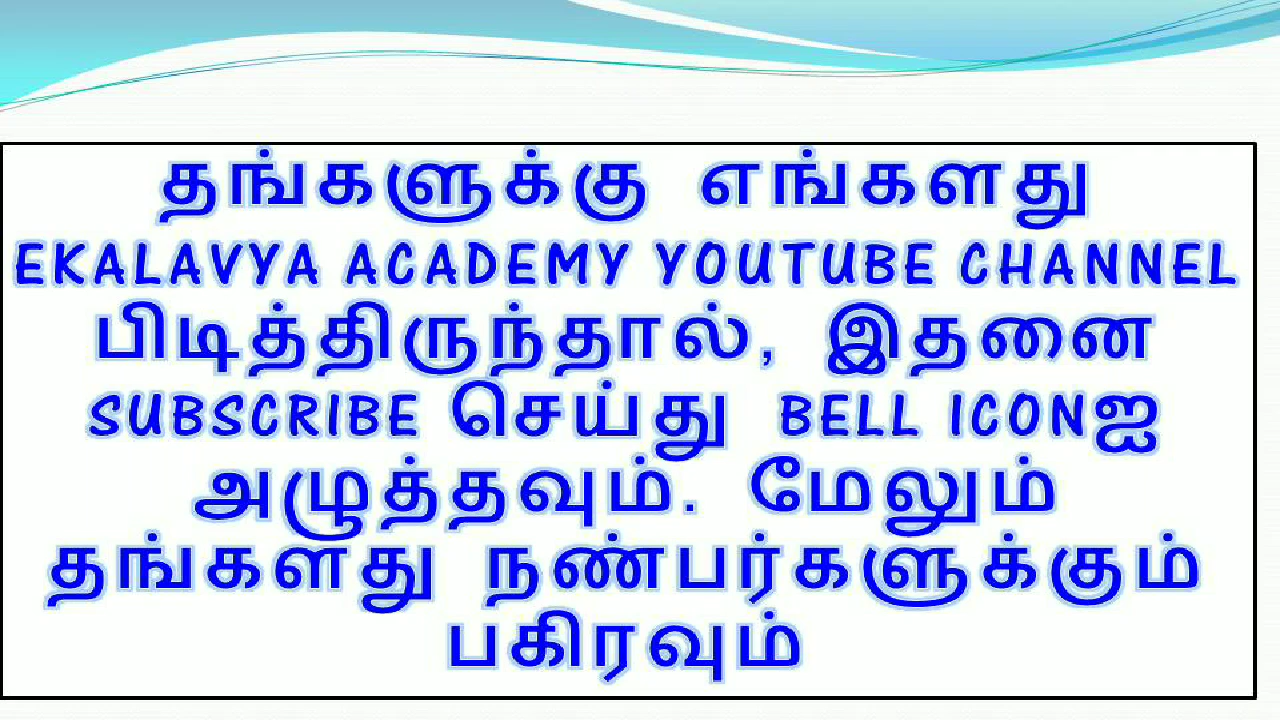 தங்களுக்கு எங்களது
EKALAVYA ACADEMY YOUTUBE CHANNEL
பிடித்திருந்தால், இதனை
SUBSCRIBE செய்து BELL ICONஐ
அழுத்தவும். மேலும்
தங்களது நண்பர்களுக்கும்
பகிரவும்